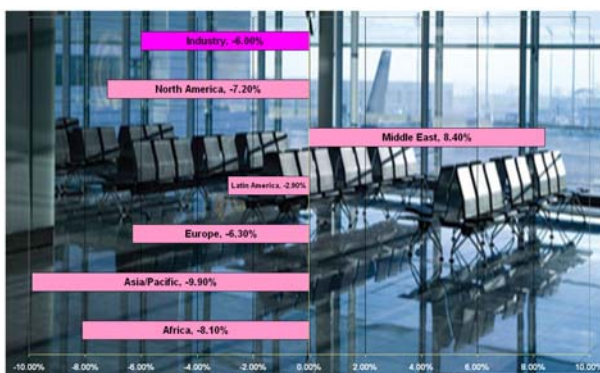 Industry, -6.00%
North America, -7.20%
Middle East, 8.40%
Latin America, -2.90%
Europe, -6.30%
Asia/Pacific, -9.90%
Africa, -8.10%
-10.00% -8.00% -6.00% -4.00% -2.00% 0.00% 2.00% 4.00% 6.00% 8.00% 10.00%